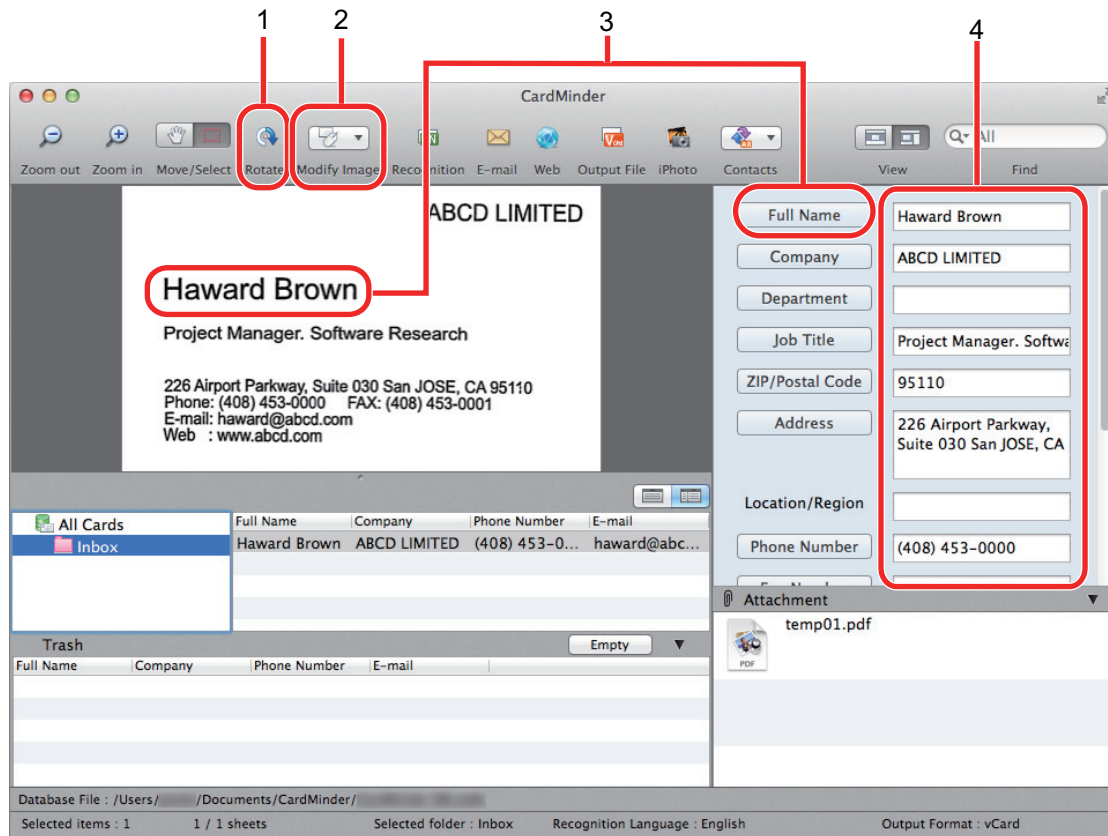 1 2 3 4
CardMinder
All
Zoom out Zoom in Move/Select Rotate Modify Image Recognition E-mail Web Output File iPhoto Contacts View Find
ABCD LIMITED
Haward Brown
Project Manager. Software Research
226 Airport Parkway, Suite 030 San JOSE, CA 95110
Phone: (408) 453-0000 FAX: (408) 453-0001
E-mail: haward@abcd.com
Web : www.abcd.com
Full Name Haward Brown
Company ABCD LIMITED
Department
Job Title Project Manager. Softwa
ZIP/Postal Code 95110
Address 226 Airport Parkway,
Suite 030 San JOSE, CA
Location/Region
Phone Number (408) 453-0000
All Cards
Inbox
Full Name Company Phone Number E-mail
Haward Brown ABCD LIMITED (408) 453-0... haward@abc...
Attachment
temp01.pdf
PDF
Trash Empty
Full Name Company Phone Number E-mail
Database File : /Users/ /Documents/CardMinder/
Selected items : 1 1 / 1 sheets Selected folder : Inbox Recognition Language : English Output Format : vCard